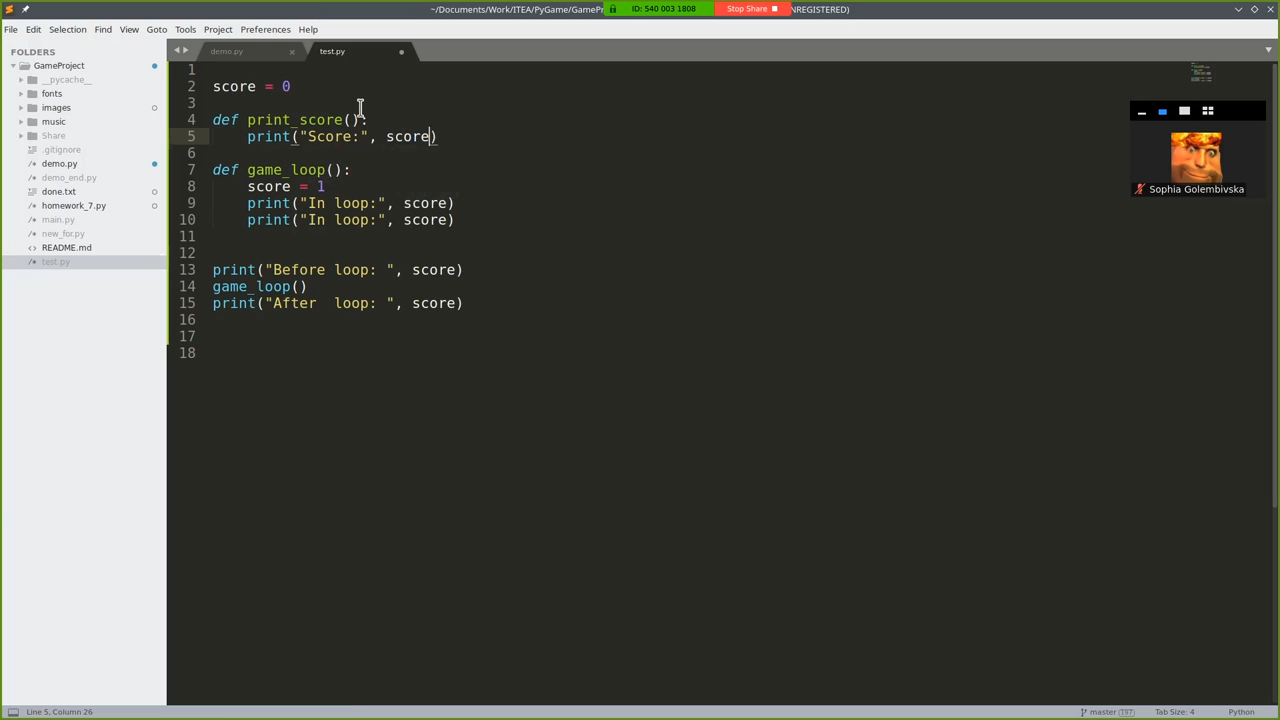 ~/Documents/Work/ITEA/PyGame/GamePr
ID: 540 003 1808
Stop Share
NREGISTERED)
File Edit Selection Find View Goto Tools Project Preferences Help
FOLDERS
GameProject
__pycache__
fonts
images
music
Share
.gitignore
demo.py
demo_end.py
done.txt
homework_7.py
main.py
new_for.py
README.md
test.py
demo.py × test.py
1
2 score = 0
3
4 def print_score():
5 print("Score:", score)
6
7 def game_loop():
8 score = 1
9 print("In loop:", score)
10 print("In loop:", score)
11
12
13 print("Before loop: ", score)
14 game_loop()
15 print("After  loop: ", score)
16
17
18
Sophia Golembivska
Line 5, Column 26
master 197
Tab Size: 4
Python